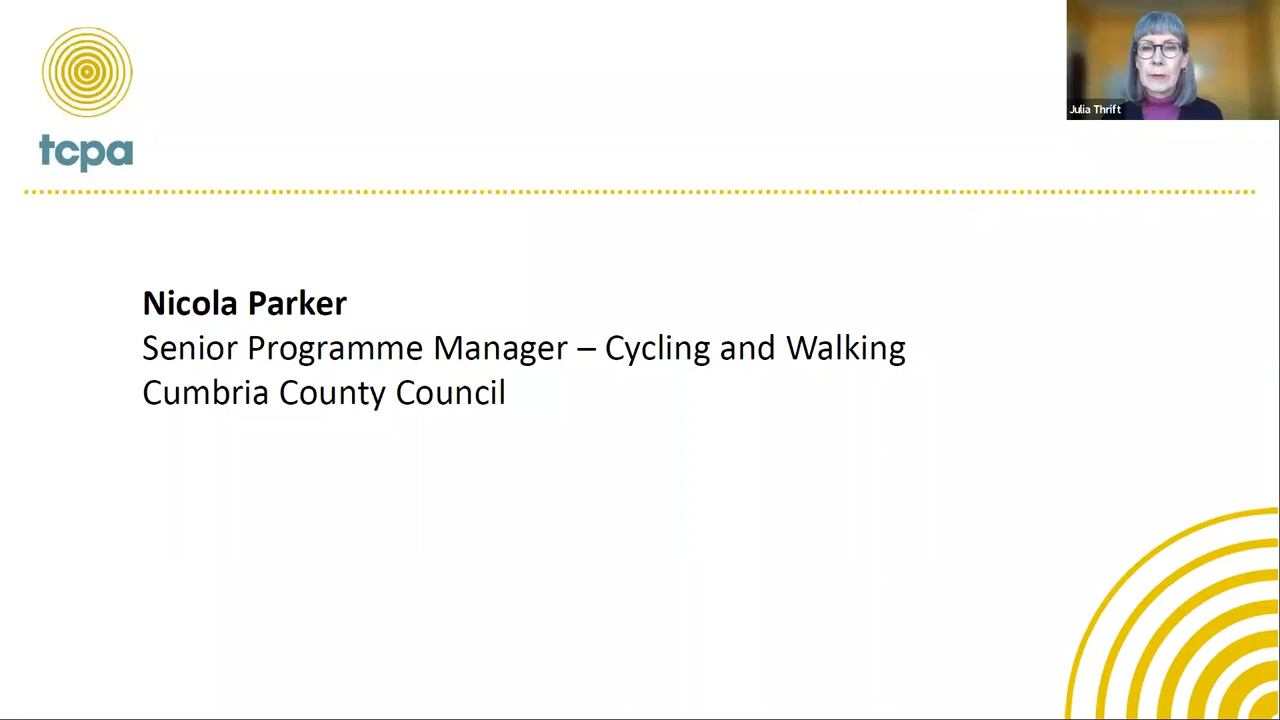 tcpa
Julia Thrift
Nicola Parker
Senior Programme Manager – Cycling and Walking
Cumbria County Council